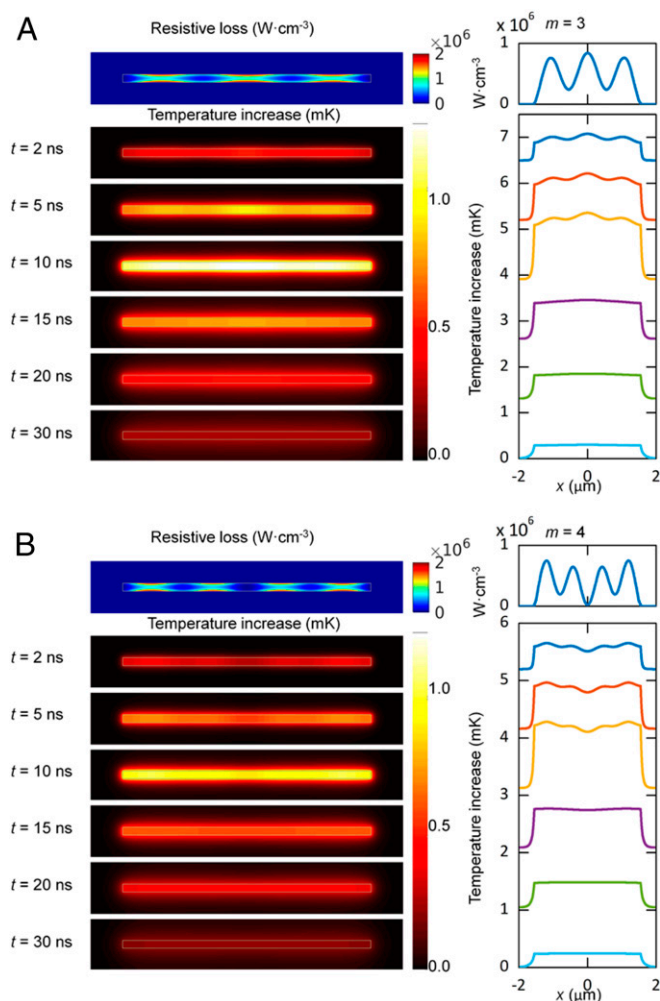 A
Resistive loss (W·cm⁻³)
×10⁶
2
1
0
Temperature increase (mK)
t = 2 ns
t = 5 ns
t = 10 ns
t = 15 ns
t = 20 ns
t = 30 ns
1.0
0.5
0.0
× 10⁶
m = 3
1
0
W·cm⁻³
7
6
5
4
3
2
1
0
Temperature increase (mK)
-2
0
2
x (μm)
B
Resistive loss (W·cm⁻³)
×10⁶
2
1
0
Temperature increase (mK)
t = 2 ns
t = 5 ns
t = 10 ns
t = 15 ns
t = 20 ns
t = 30 ns
1.0
0.5
0.0
× 10⁶
m = 4
1
0
W·cm⁻³
6
5.2
4
3
2
1
0
Temperature increase (mK)
-2
0
2
x (μm)